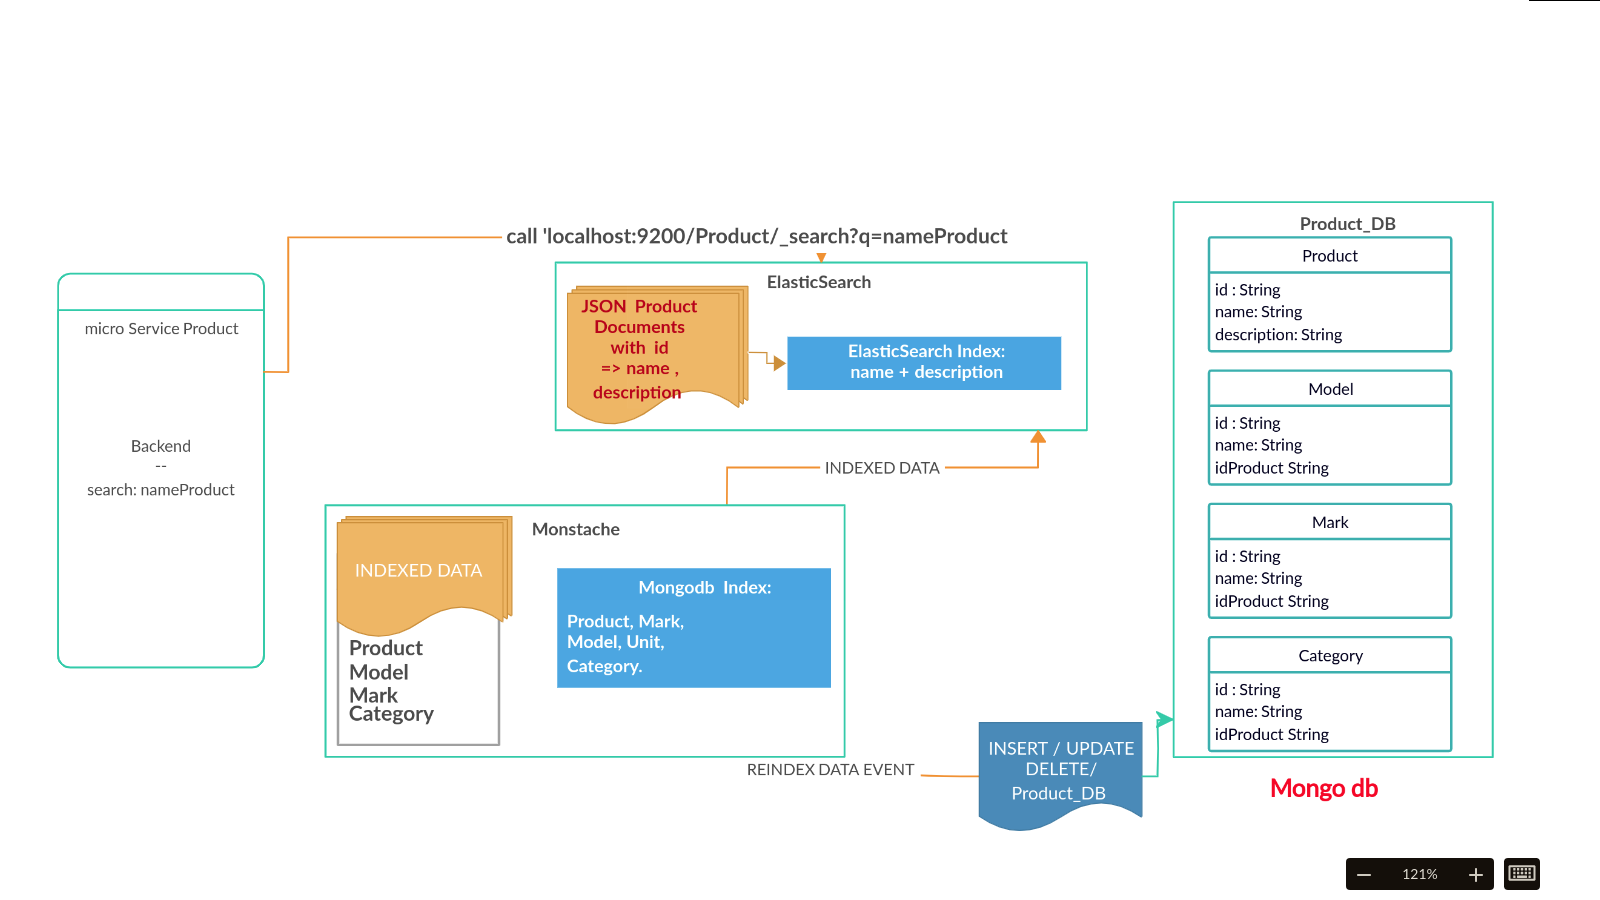 call 'localhost:9200/Product/_search?q=nameProduct
micro Service Product
Backend
--
search: nameProduct
ElasticSearch
JSON Product
Documents
with id
=> name ,
description
ElasticSearch Index:
name + description
INDEXED DATA
Monstache
INDEXED DATA
Product
Model
Mark
Category
Mongodb Index:
Product, Mark,
Model, Unit,
Category.
REINDEX DATA EVENT
INSERT / UPDATE
DELETE/
Product_DB
Product_DB
Product
id : String
name: String
description: String
Model
id : String
name: String
idProduct String
Mark
id : String
name: String
idProduct String
Category
id : String
name: String
idProduct String
Mongo db
121%